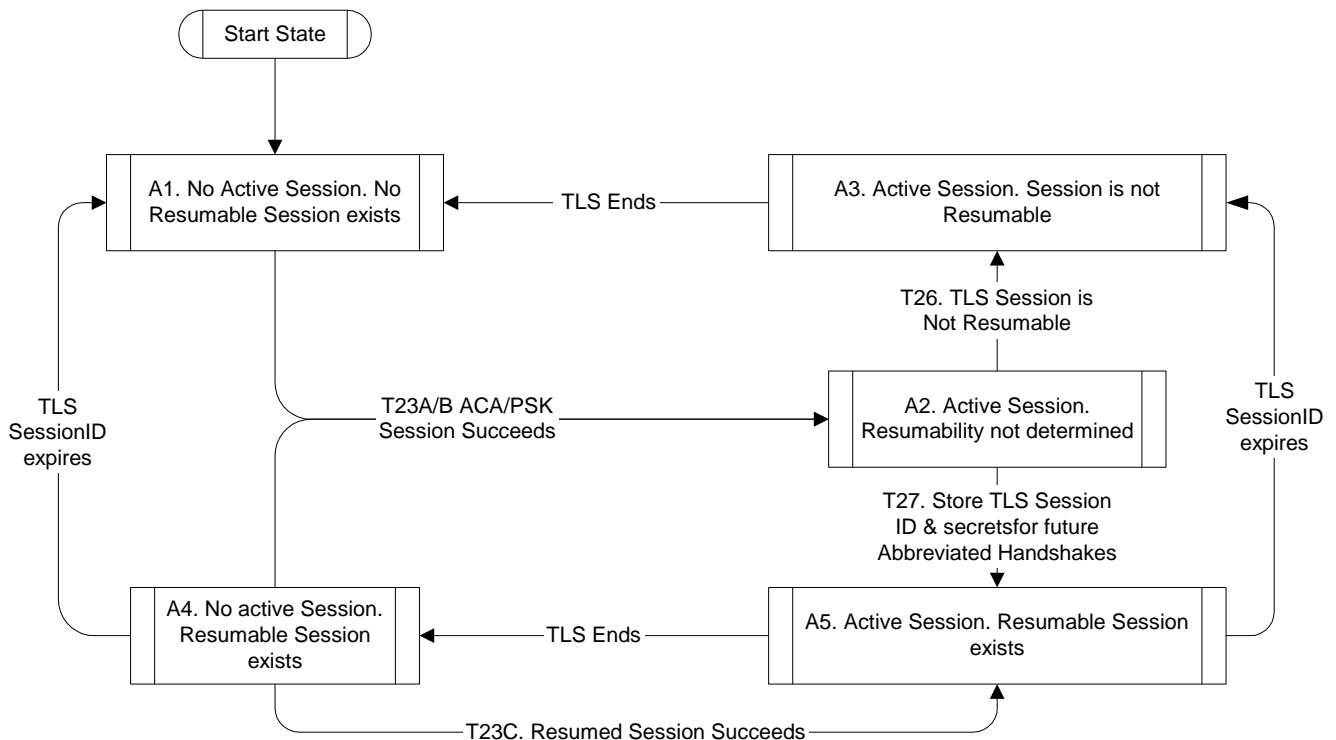 Start State
A1. No Active Session. No
Resumable Session exists
TLS Ends
A3. Active Session. Session is not
Resumable
T26. TLS Session is
Not Resumable
TLS
SessionID
expires
T23A/B ACA/PSK
Session Succeeds
A2. Active Session.
Resumability not determined
TLS
SessionID
expires
T27. Store TLS Session
ID & secretsfor future
Abbreviated Handshakes
A4. No active Session.
Resumable Session
exists
TLS Ends
A5. Active Session. Resumable Session
exists
T23C. Resumed Session Succeeds